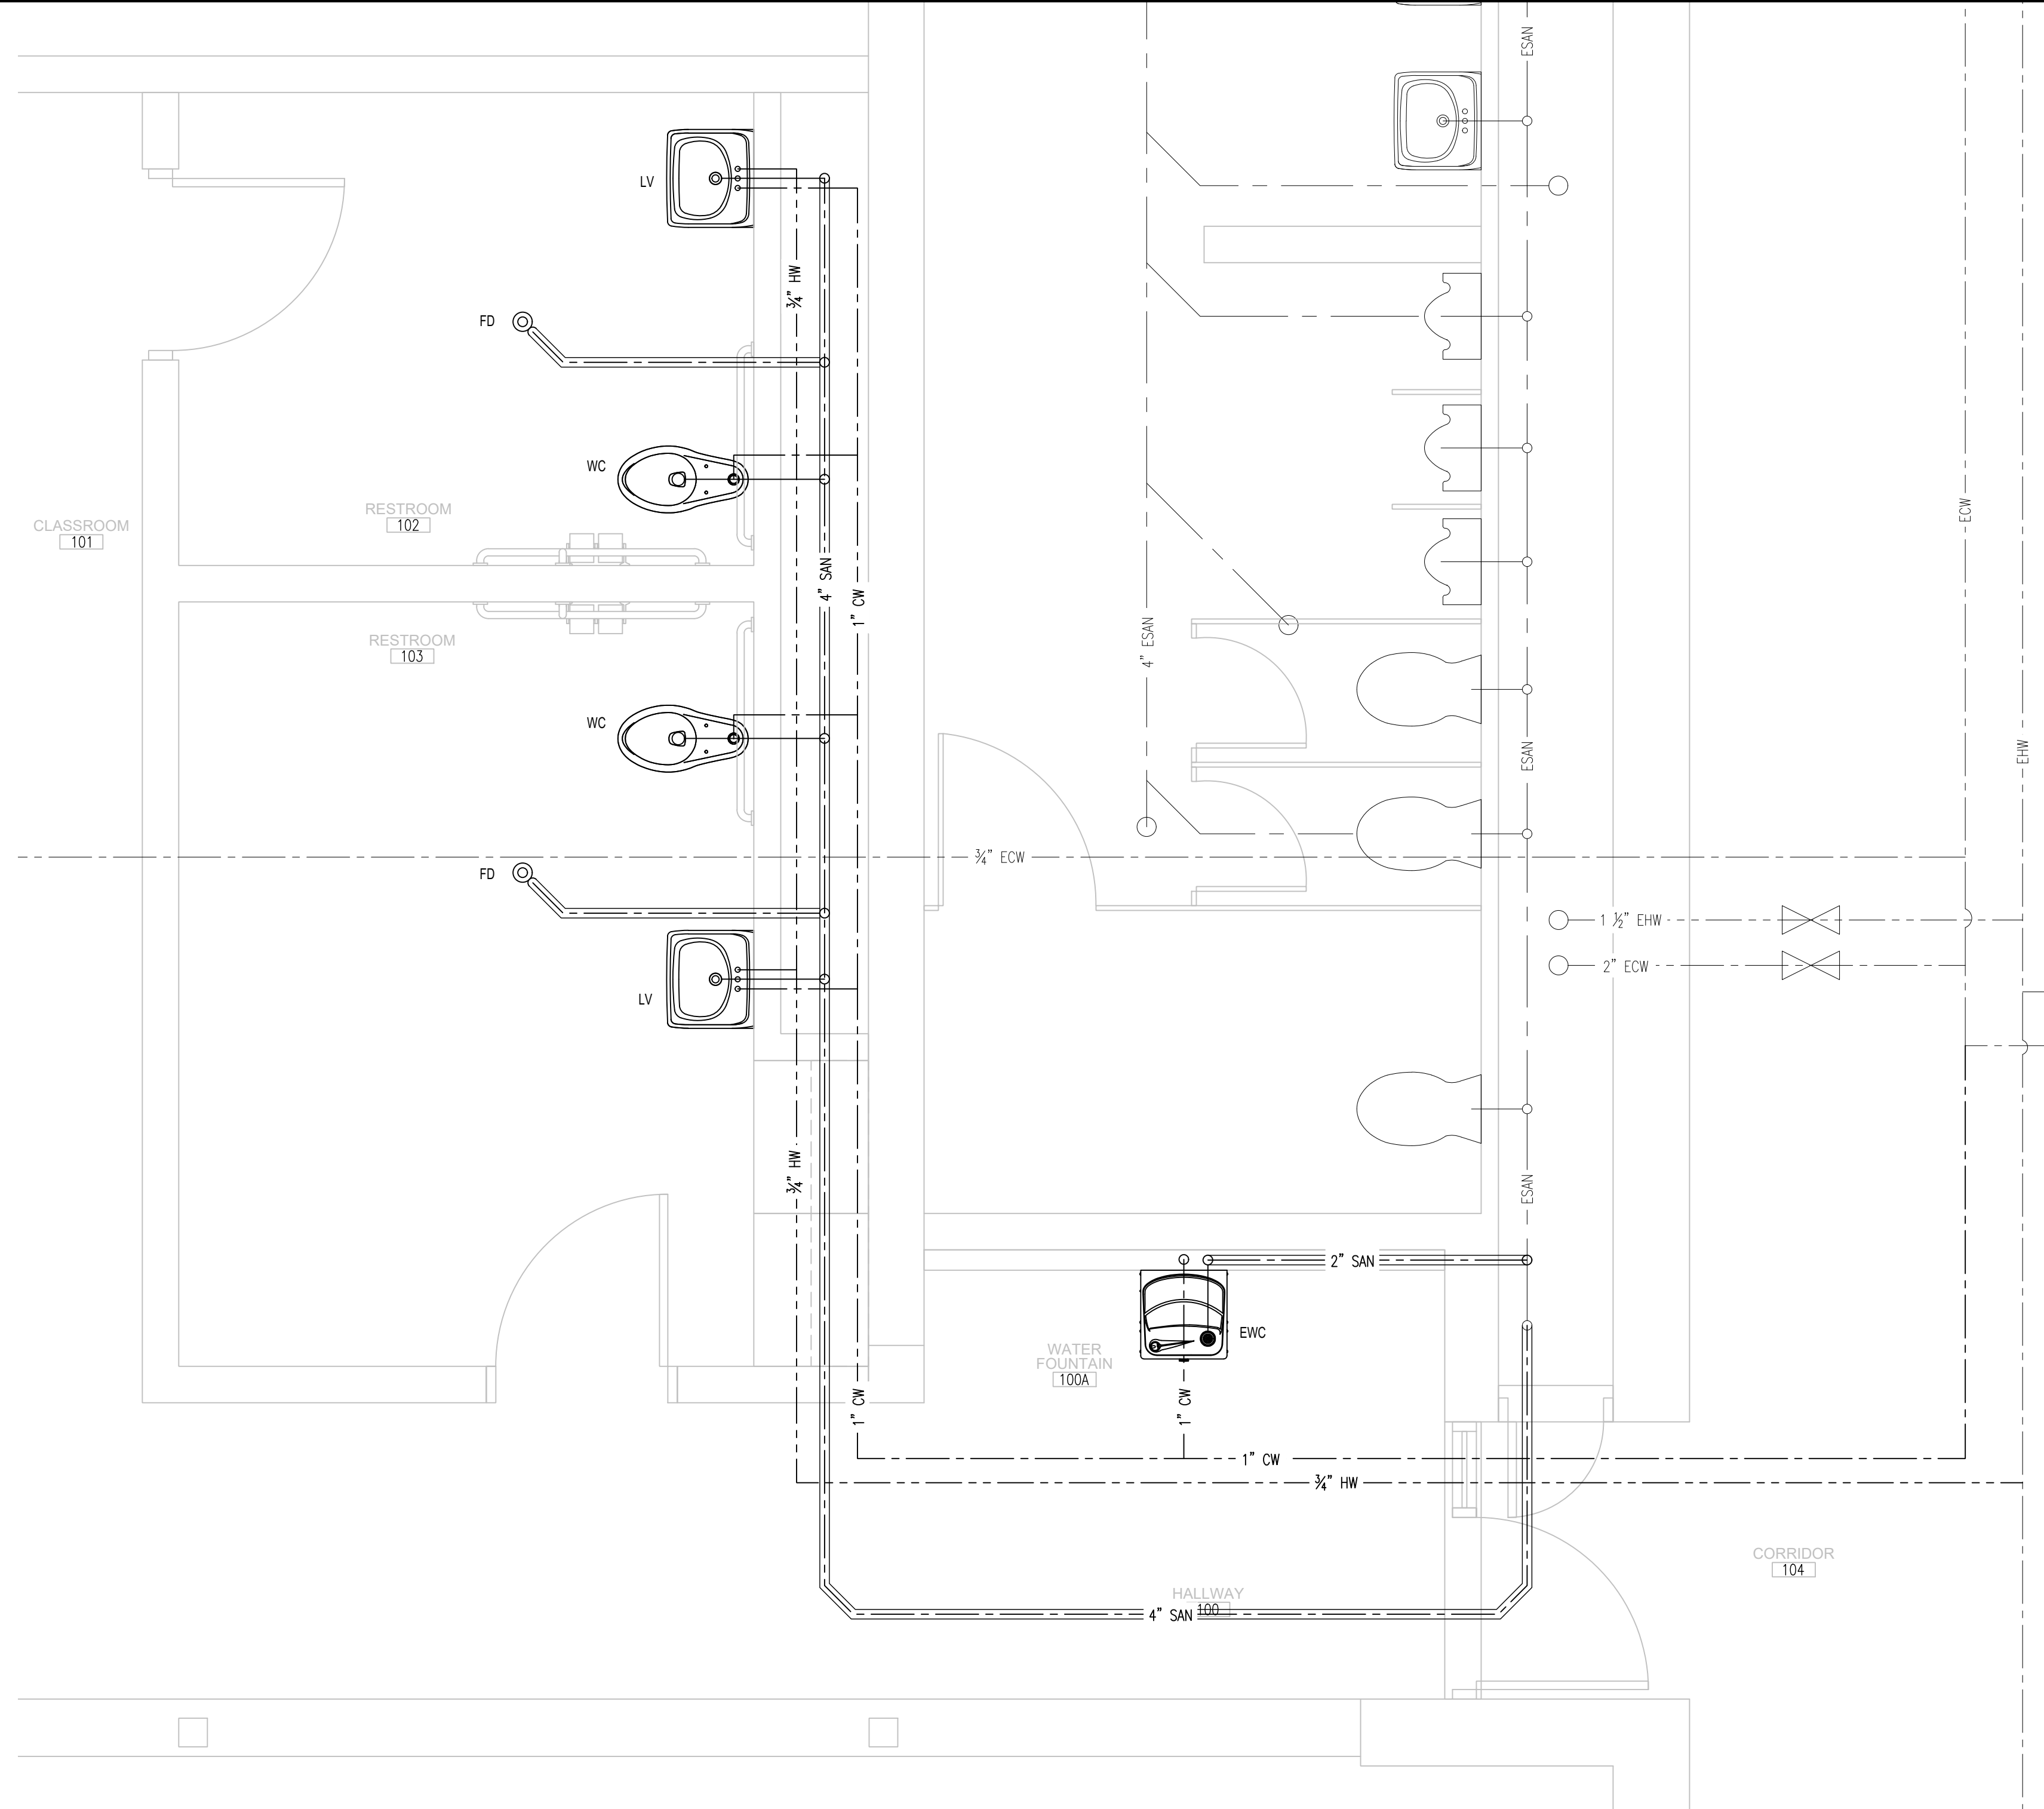 ESAN
LV
¾" HW
FD
WC
RESTROOM
102
CLASSROOM
101
ECW
4" SAN
1" CW
RESTROOM
103
4" ESAN
WC
ESAN
EHW
¾" ECW
FD
1 ½" EHW
2" ECW
LV
¾" HW
ESAN
2" SAN
EWC
WATER
FOUNTAIN
100A
1" CW
1" CW
1" CW
¾" HW
CORRIDOR
104
HALLWAY
100
4" SAN